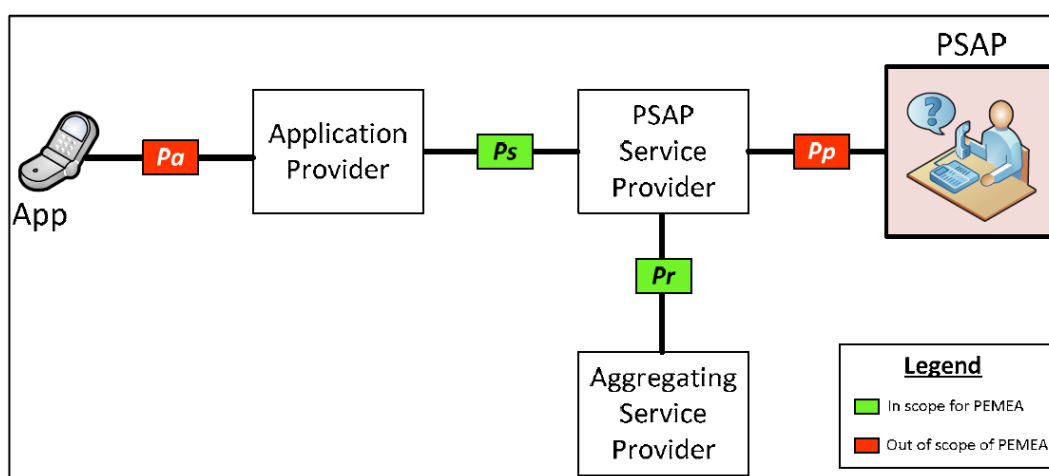 PSAP
App
Pa
Application
Provider
Ps
PSAP
Service
Provider
Pp
?
Pr
Aggregating
Service
Provider
Legend
In scope for PEMEA
Out of scope of PEMEA